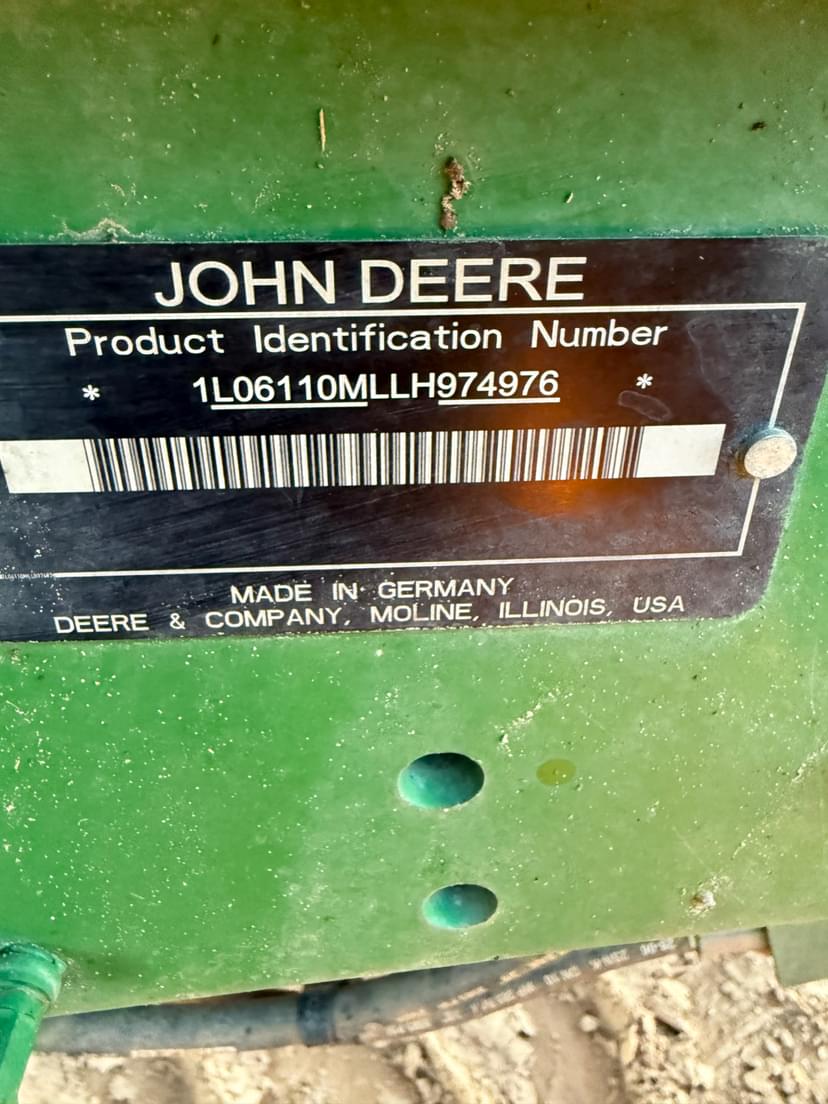 JOHN DEERE
Product Identification Number
* 1L06110MLLH974976 *
MADE IN GERMANY
DEERE & COMPANY, MOLINE, ILLINOIS, USA